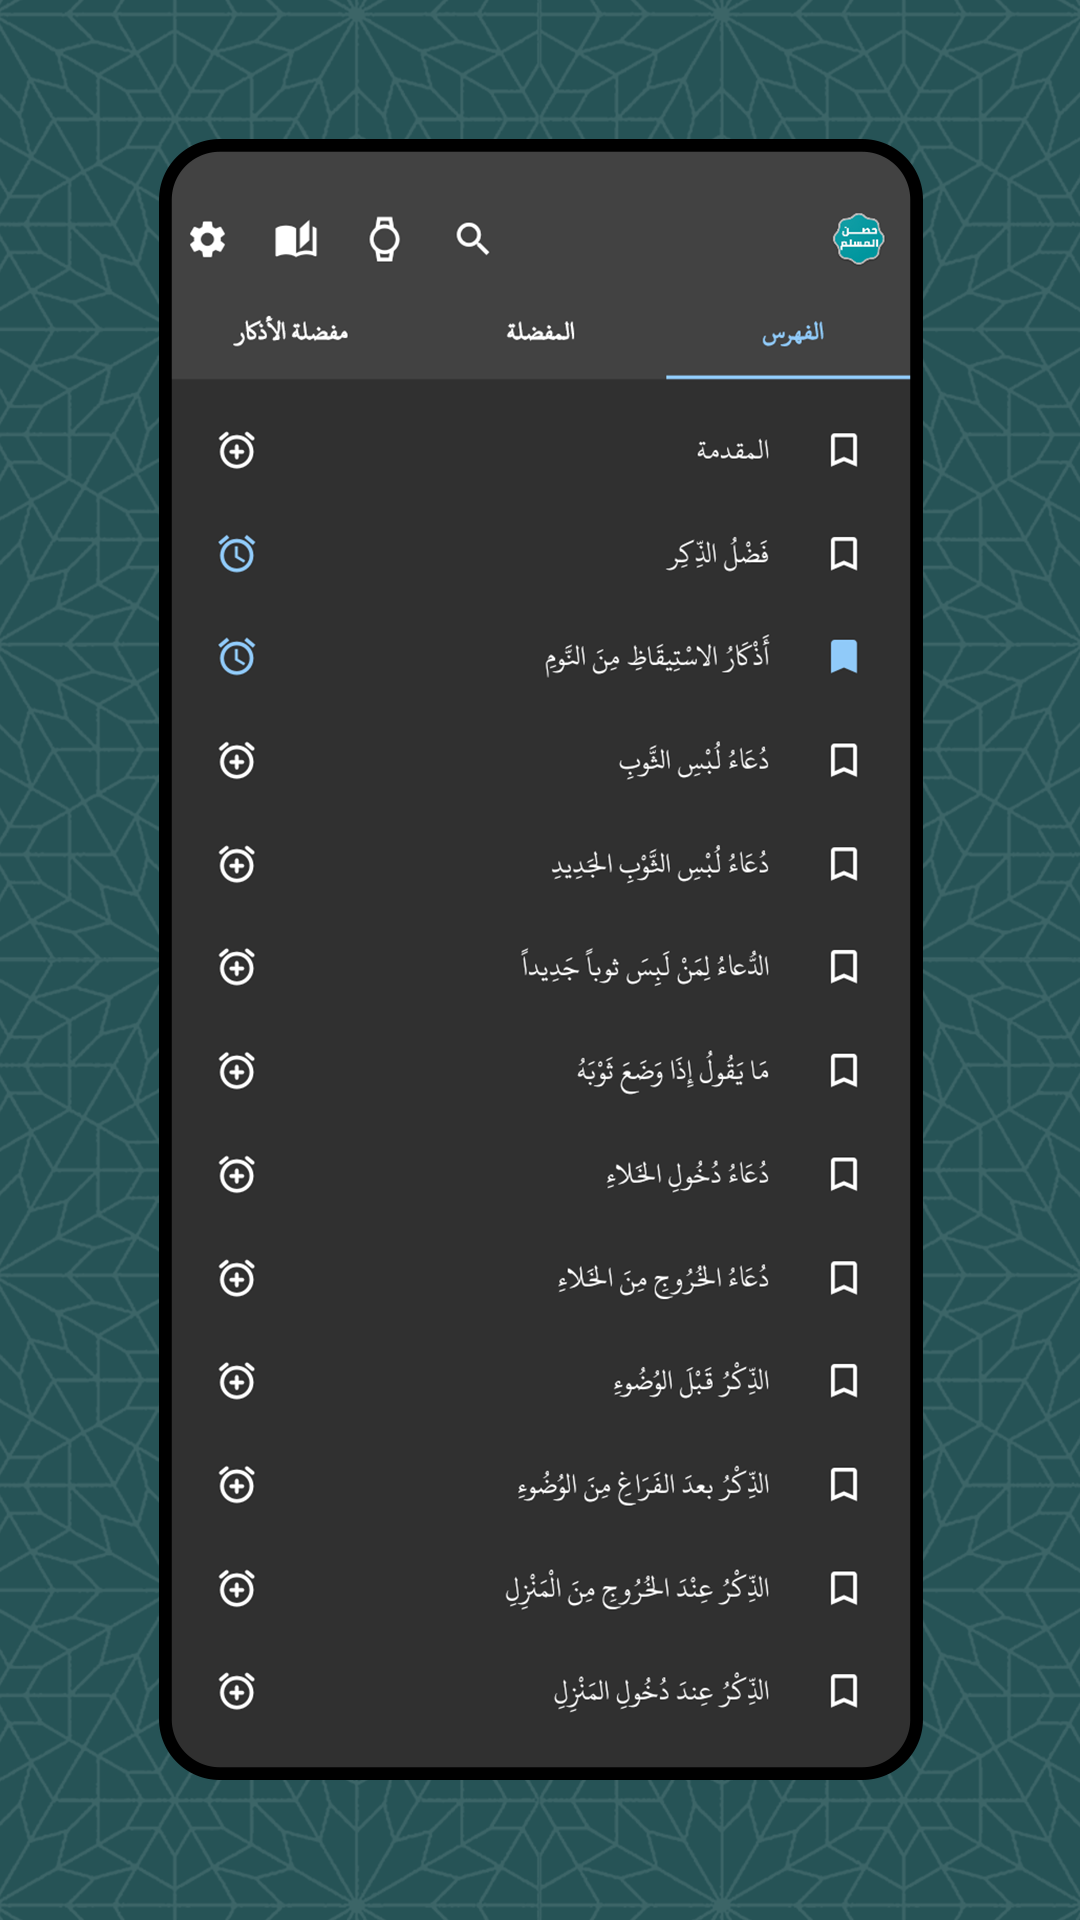 حصن
المسلم
الفهرس
المفضلة
مفضلة الأذكار
المقدمة
فَضْلُ الذِّكِر
أَذْكَارُ الاسْتِيقَاظِ مِنَ النَّومِ
دُعَاءُ لُبْسِ الثَّوبِ
دُعَاءُ لُبْسِ الثَّوْبِ الجَدِيدِ
الدُّعاءُ لِمَنْ لَبِسَ ثوباً جَدِيداً
مَا يَقُولُ إِذَا وَضَعَ ثَوْبَهُ
دُعَاءُ دُخُولِ الخَلاءِ
دُعَاءُ الخُرُوجِ مِنَ الخَلاءِ
الذِّكْرُ قَبْلَ الوُضُوءِ
الذِّكْرُ بعدَ الفَرَاغِ مِنَ الوُضُوءِ
الذِّكْرُ عِنْدَ الخُرُوجِ مِنَ الْمَنْزِلِ
الذِّكْرُ عِندَ دُخُولِ المَنْزِلِ